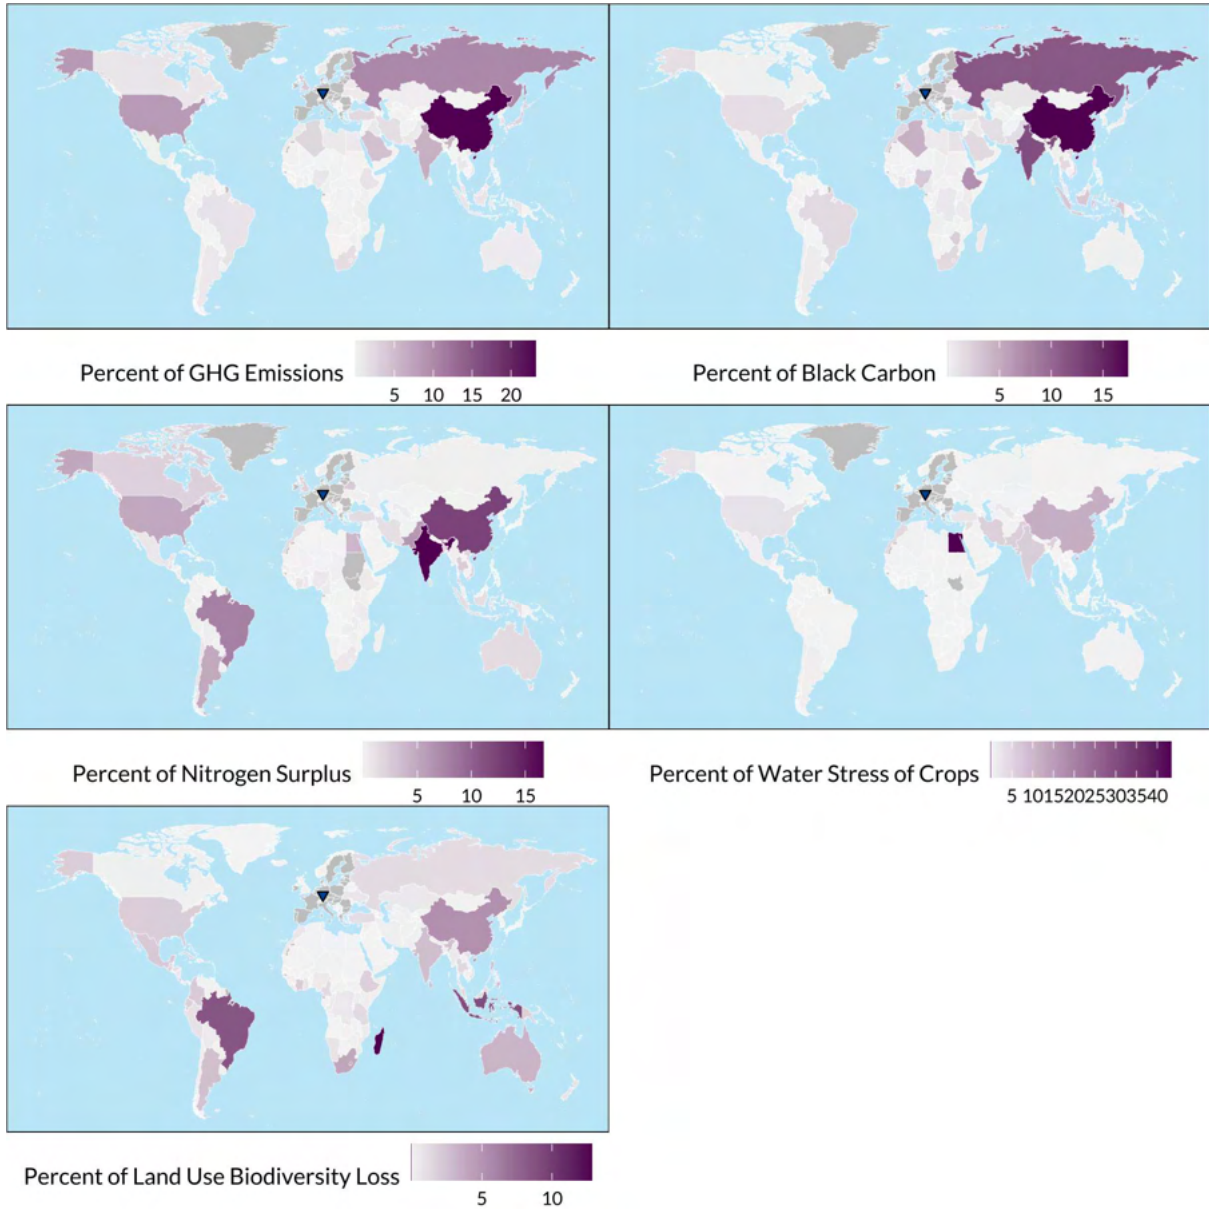 Percent of GHG Emissions
5 10 15 20
Percent of Black Carbon
5 10 15
Percent of Nitrogen Surplus
5 10 15
Percent of Water Stress of Crops
5 10152025303540
Percent of Land Use Biodiversity Loss
5 10